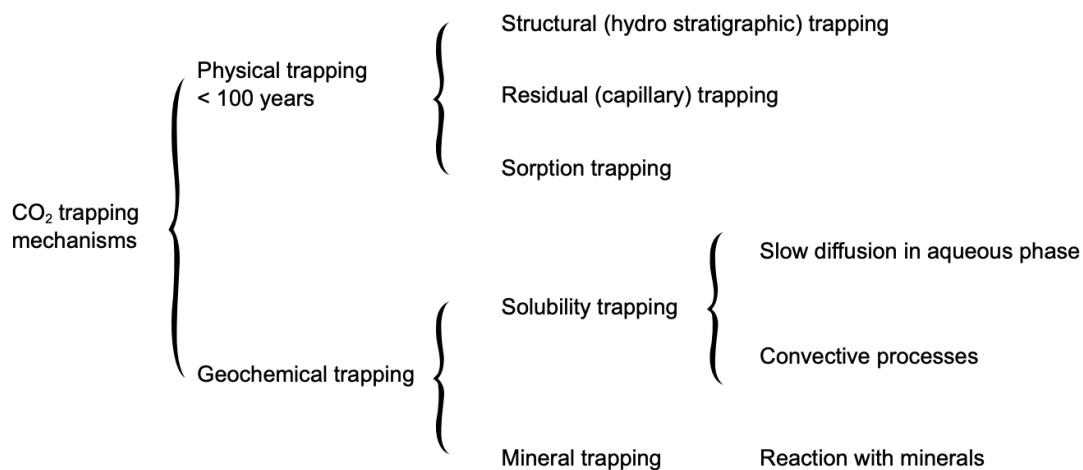 Structural (hydro stratigraphic) trapping
Physical trapping
< 100 years
Residual (capillary) trapping
Sorption trapping
CO₂ trapping
mechanisms
Slow diffusion in aqueous phase
Solubility trapping
Convective processes
Geochemical trapping
Mineral trapping
Reaction with minerals